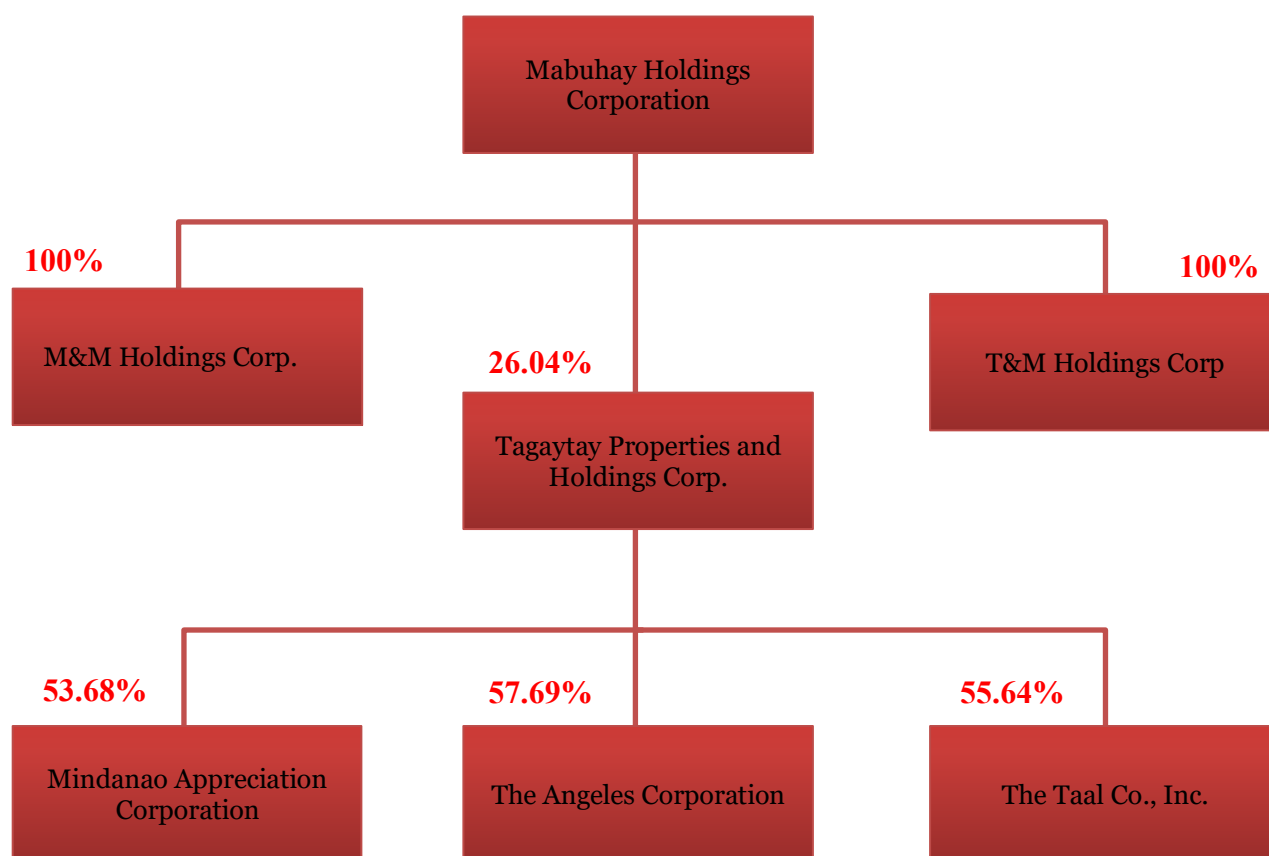 Mabuhay Holdings
Corporation
100%
100%
M&M Holdings Corp.
26.04%
T&M Holdings Corp
Tagaytay Properties and
Holdings Corp.
53.68%
57.69%
55.64%
Mindanao Appreciation
Corporation
The Angeles Corporation
The Taal Co., Inc.